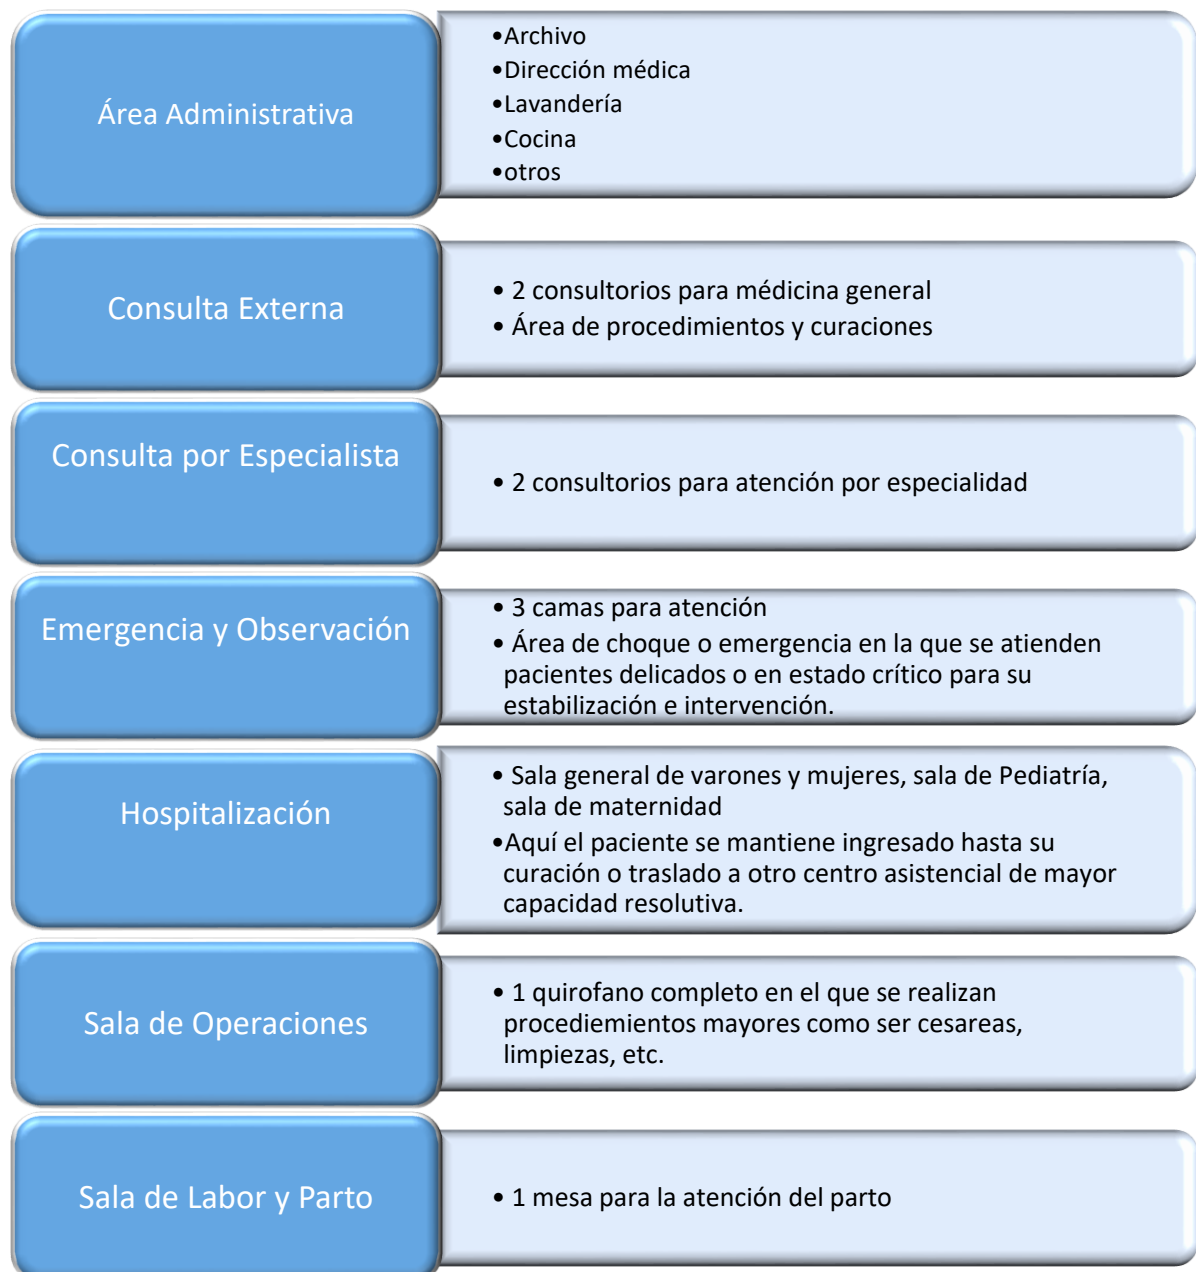 Área Administrativa
•Archivo
•Dirección médica
•Lavandería
•Cocina
•otros
Consulta Externa
• 2 consultorios para médicina general
• Área de procedimientos y curaciones
Consulta por Especialista
• 2 consultorios para atención por especialidad
Emergencia y Observación
• 3 camas para atención
• Área de choque o emergencia en la que se atienden
pacientes delicados o en estado crítico para su
estabilización e intervención.
Hospitalización
• Sala general de varones y mujeres, sala de Pediatría,
sala de maternidad
•Aquí el paciente se mantiene ingresado hasta su
curación o traslado a otro centro asistencial de mayor
capacidad resolutiva.
Sala de Operaciones
• 1 quirofano completo en el que se realizan
procediemientos mayores como ser cesareas,
limpiezas, etc.
Sala de Labor y Parto
• 1 mesa para la atención del parto